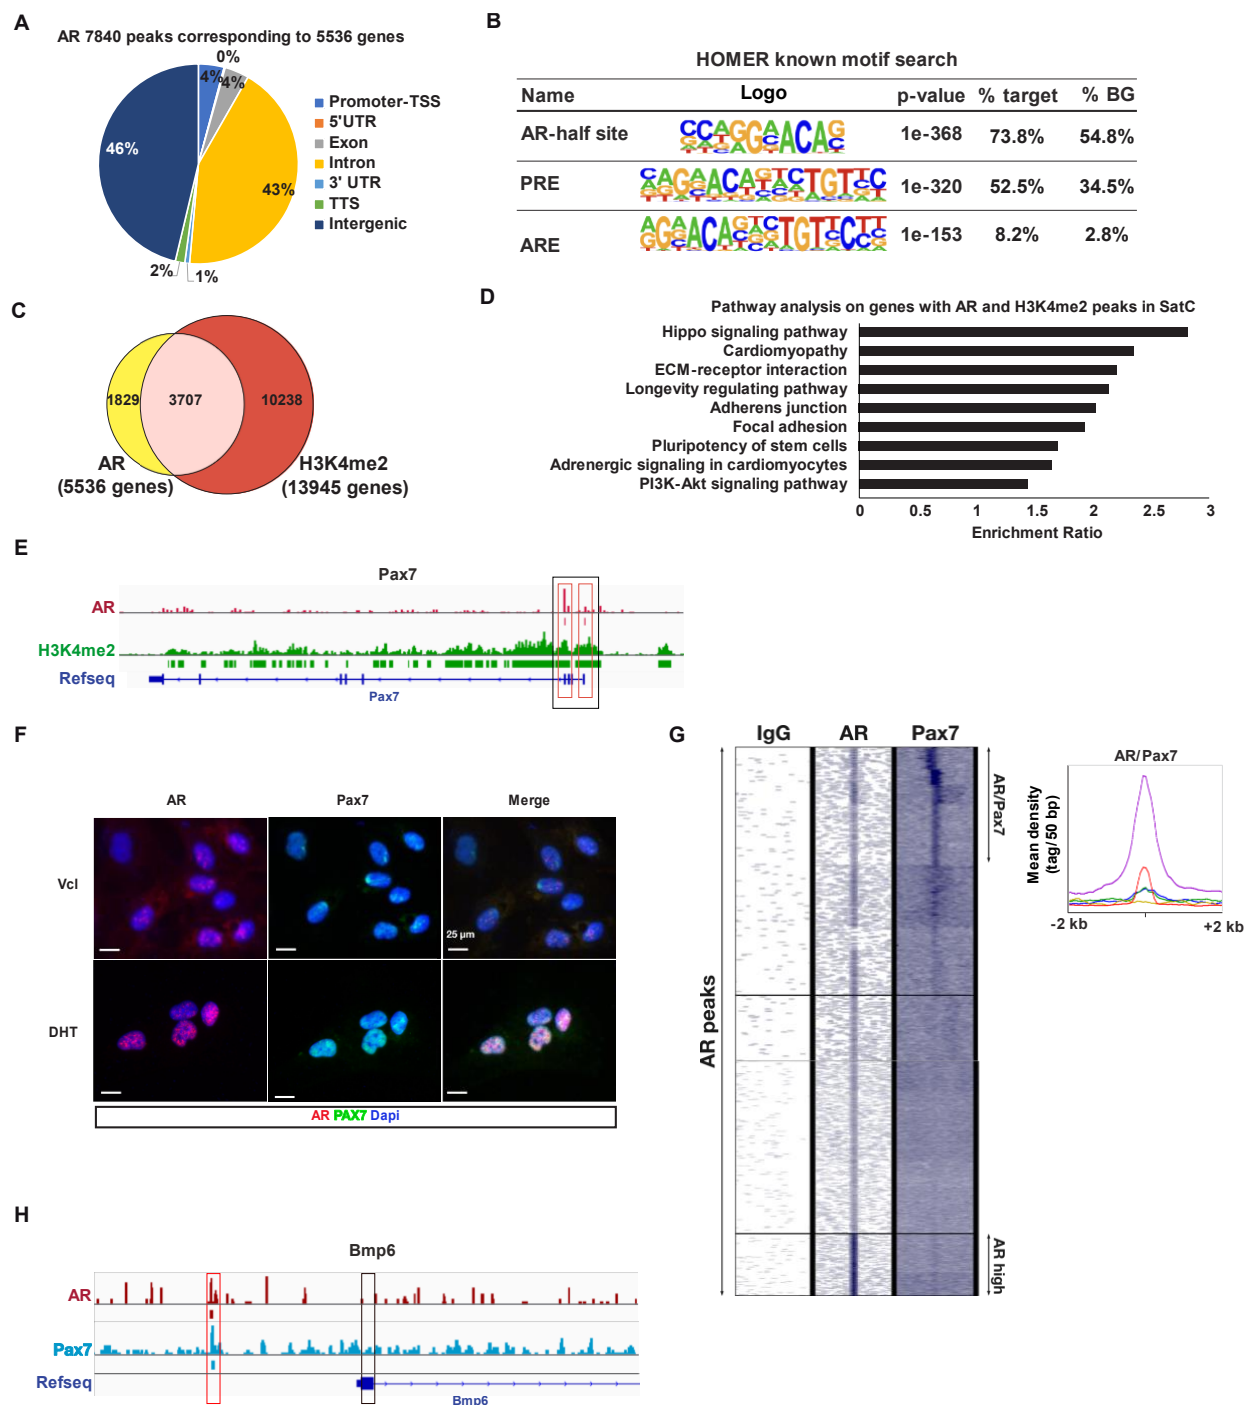 A
AR 7840 peaks corresponding to 5536 genes
0%
4%
4%
46%
43%
2%
1%
Promoter-TSS
5'UTR
Exon
Intron
3' UTR
TTS
Intergenic
B
HOMER known motif search
Name Logo p-value % target % BG
AR-half site 1e-368 73.8% 54.8%
PRE 1e-320 52.5% 34.5%
ARE 1e-153 8.2% 2.8%
C
1829 3707 10238
AR
(5536 genes)
H3K4me2
(13945 genes)
D
Pathway analysis on genes with AR and H3K4me2 peaks in SatC
Hippo signaling pathway
Cardiomyopathy
ECM-receptor interaction
Longevity regulating pathway
Adherens junction
Focal adhesion
Pluripotency of stem cells
Adrenergic signaling in cardiomyocytes
PI3K-Akt signaling pathway
0 0.5 1 1.5 2 2.5 3
Enrichment Ratio
E
Pax7
AR
H3K4me2
Refseq
Pax7
F
AR Pax7 Merge
Vcl
25 µm
DHT
AR PAX7 Dapi
G
IgG AR Pax7
AR peaks
AR/Pax7
AR high
AR/Pax7
Mean density
(tag/50 bp)
-2 kb +2 kb
H
Bmp6
AR
Pax7
Refseq
Bmp6